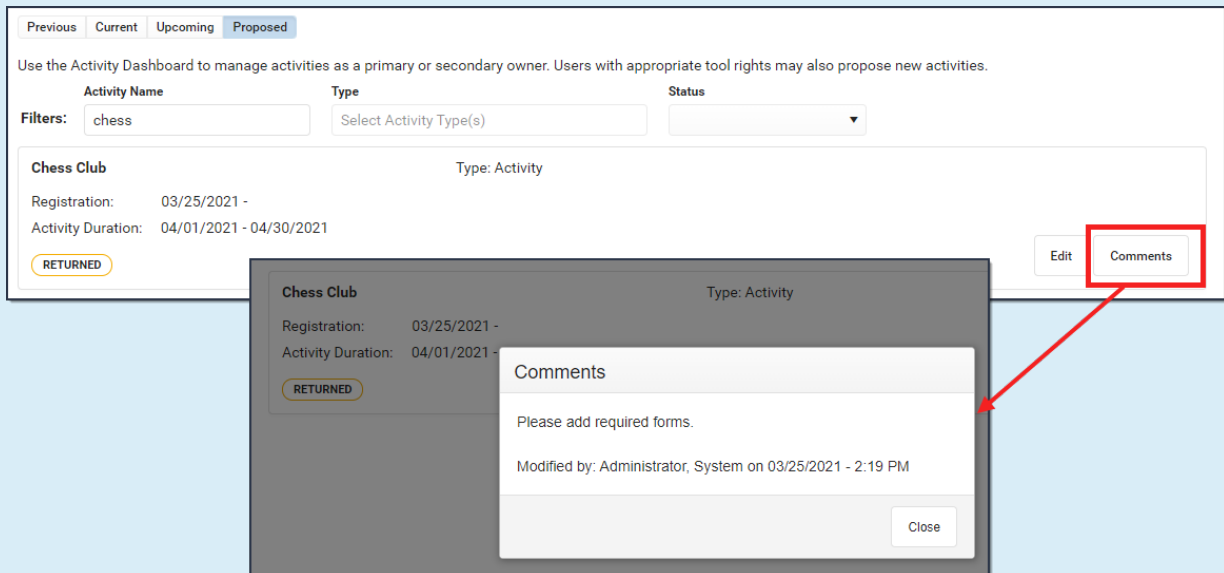 Previous Current Upcoming Proposed
Use the Activity Dashboard to manage activities as a primary or secondary owner. Users with appropriate tool rights may also propose new activities.
Activity Name Type Status
Filters: chess Select Activity Type(s)
Chess Club Type: Activity
Registration: 03/25/2021 -
Activity Duration: 04/01/2021 - 04/30/2021
RETURNED Edit Comments
Chess Club Type: Activity
Registration: 03/25/2021 -
Activity Duration: 04/01/2021 -
RETURNED
Comments
Please add required forms.
Modified by: Administrator, System on 03/25/2021 - 2:19 PM
Close